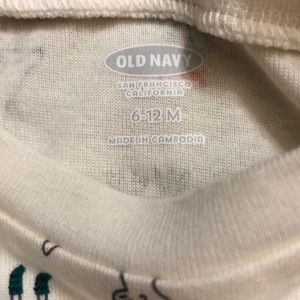 OLD NAVY
SAN FRANCISCO
CALIFORNIA
6-12 M
MADE IN CAMBODIA